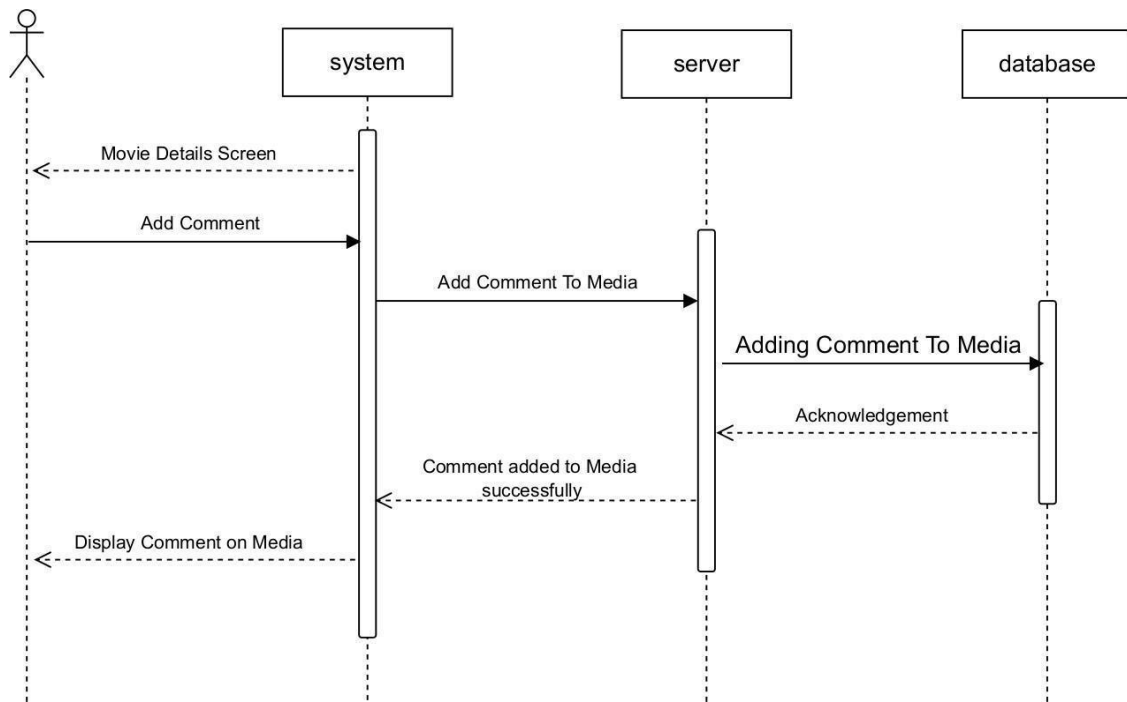 system
server
database
Movie Details Screen
Add Comment
Add Comment To Media
Adding Comment To Media
Acknowledgement
Comment added to Media
successfully
Display Comment on Media